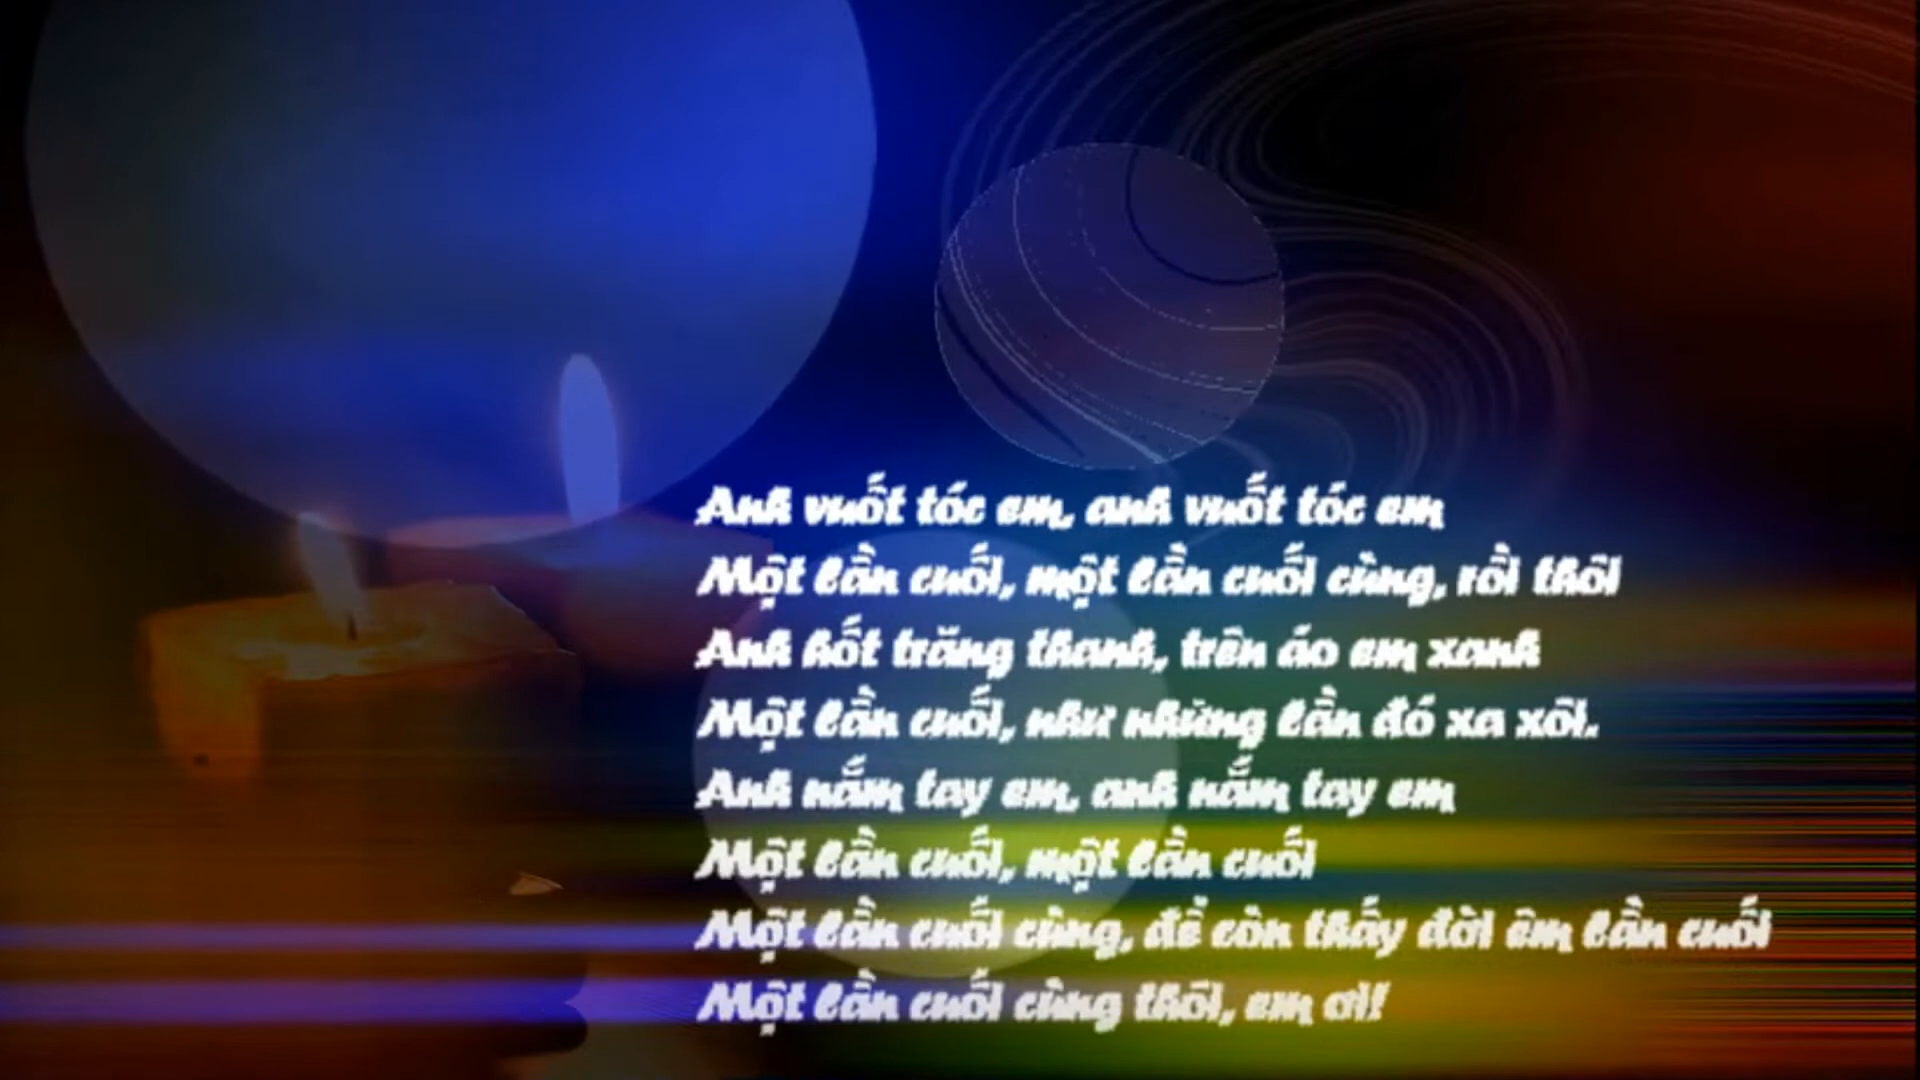 Anh vuốt tóc em, anh vuốt tóc em
Một lần cuối, một lần cuối cùng, rồi thôi
Anh hốt trăng thanh, trên áo em xanh
Một lần cuối, như những lần đó xa xôi.
Anh nắm tay em, anh nắm tay em
Một lần cuối, một lần cuối
Một lần cuối cùng, để còn thấy đời êm lần cuối
Một lần cuối cùng thôi, em ơi!